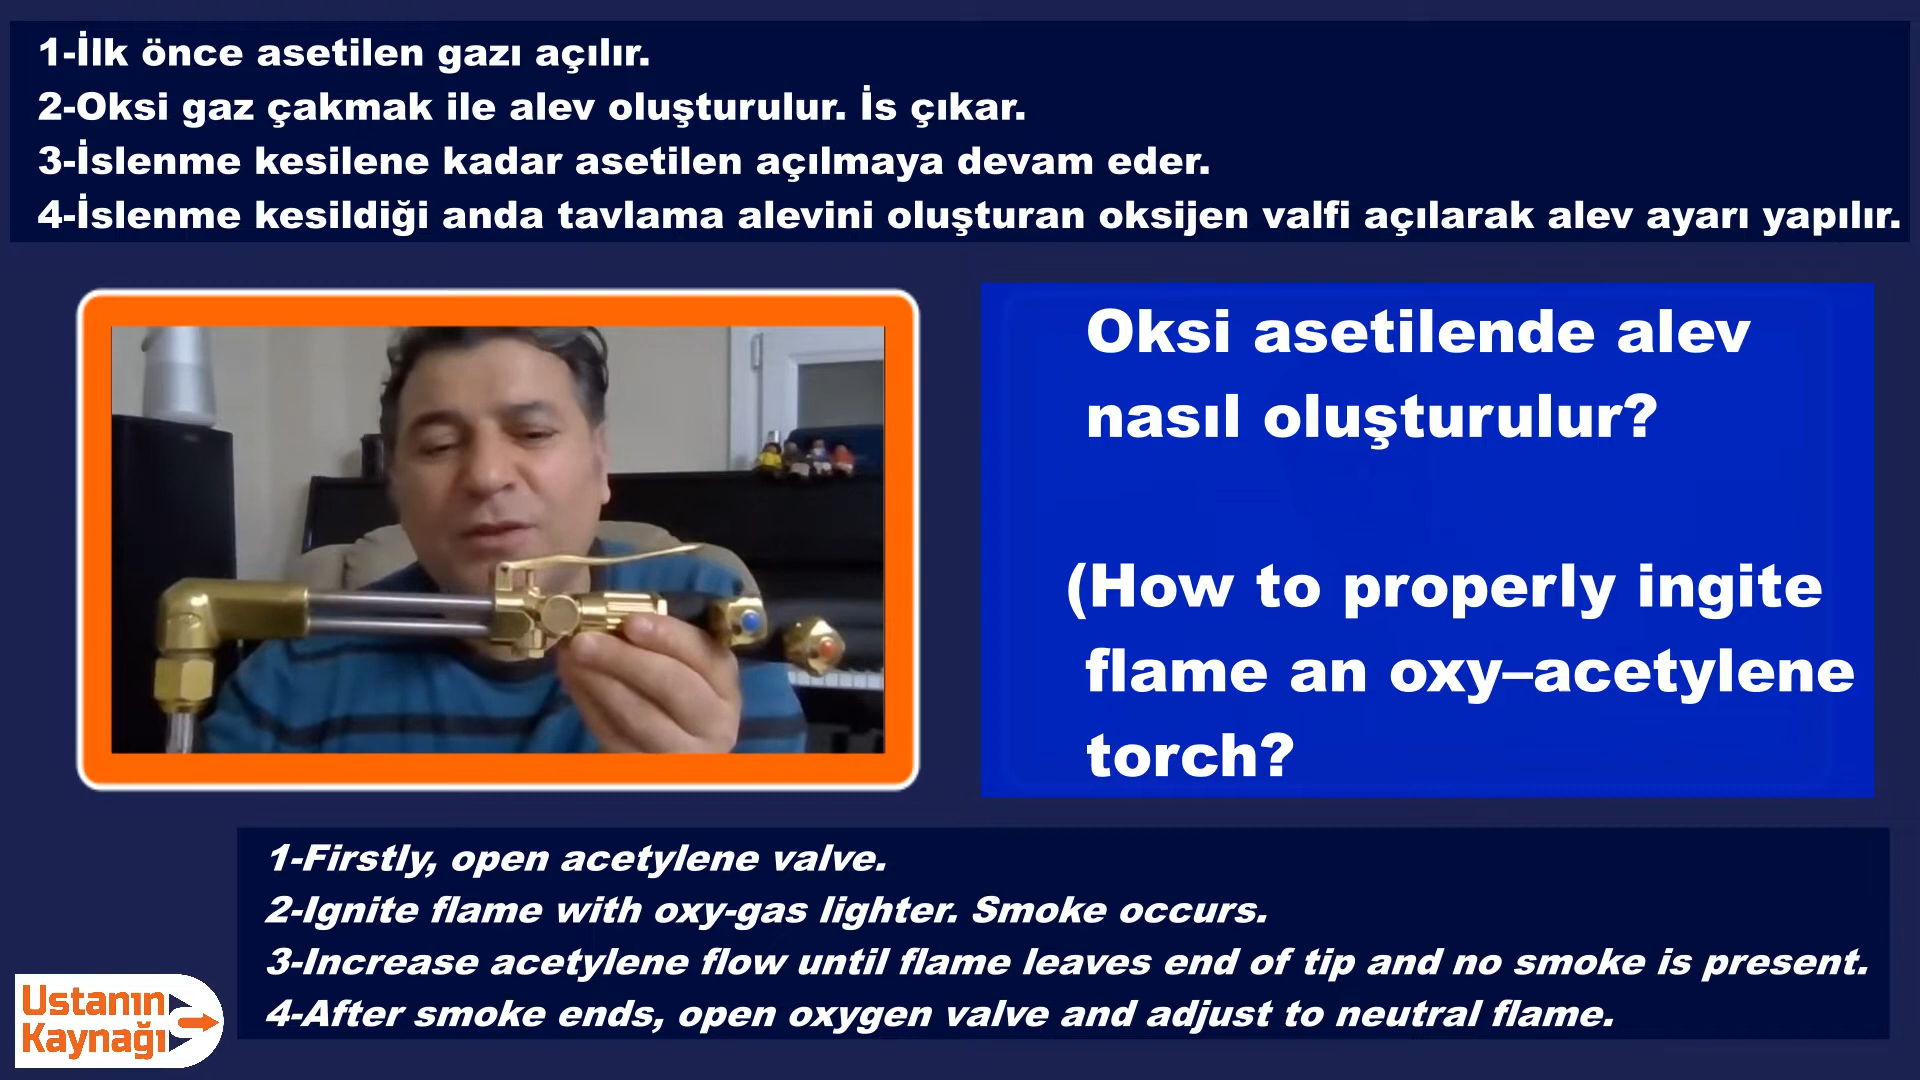 1-İlk önce asetilen gazı açılır.
2-Oksi gaz çakmak ile alev oluşturulur. İs çıkar.
3-İslenme kesilene kadar asetilen açılmaya devam eder.
4-İslenme kesildiği anda tavlama alevini oluşturan oksijen valfi açılarak alev ayarı yapılır.
Oksi asetilende alev
nasıl oluşturulur?
(How to properly ingite
flame an oxy–acetylene
torch?
1-Firstly, open acetylene valve.
2-Ignite flame with oxy-gas lighter. Smoke occurs.
3-Increase acetylene flow until flame leaves end of tip and no smoke is present.
4-After smoke ends, open oxygen valve and adjust to neutral flame.
Ustanın
Kaynağı